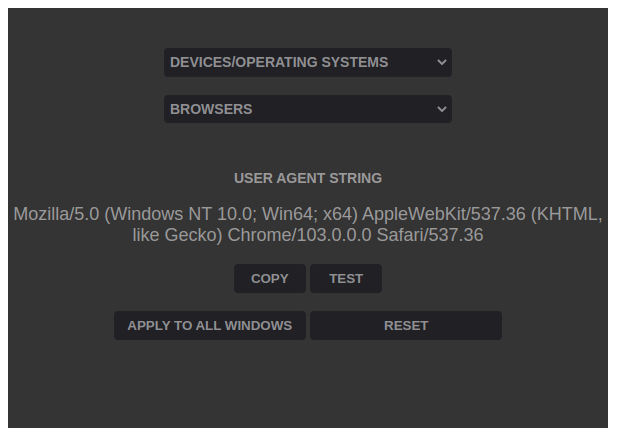 DEVICES/OPERATING SYSTEMS
BROWSERS
USER AGENT STRING
Mozilla/5.0 (Windows NT 10.0; Win64; x64) AppleWebKit/537.36 (KHTML,
like Gecko) Chrome/103.0.0.0 Safari/537.36
COPY TEST
APPLY TO ALL WINDOWS RESET